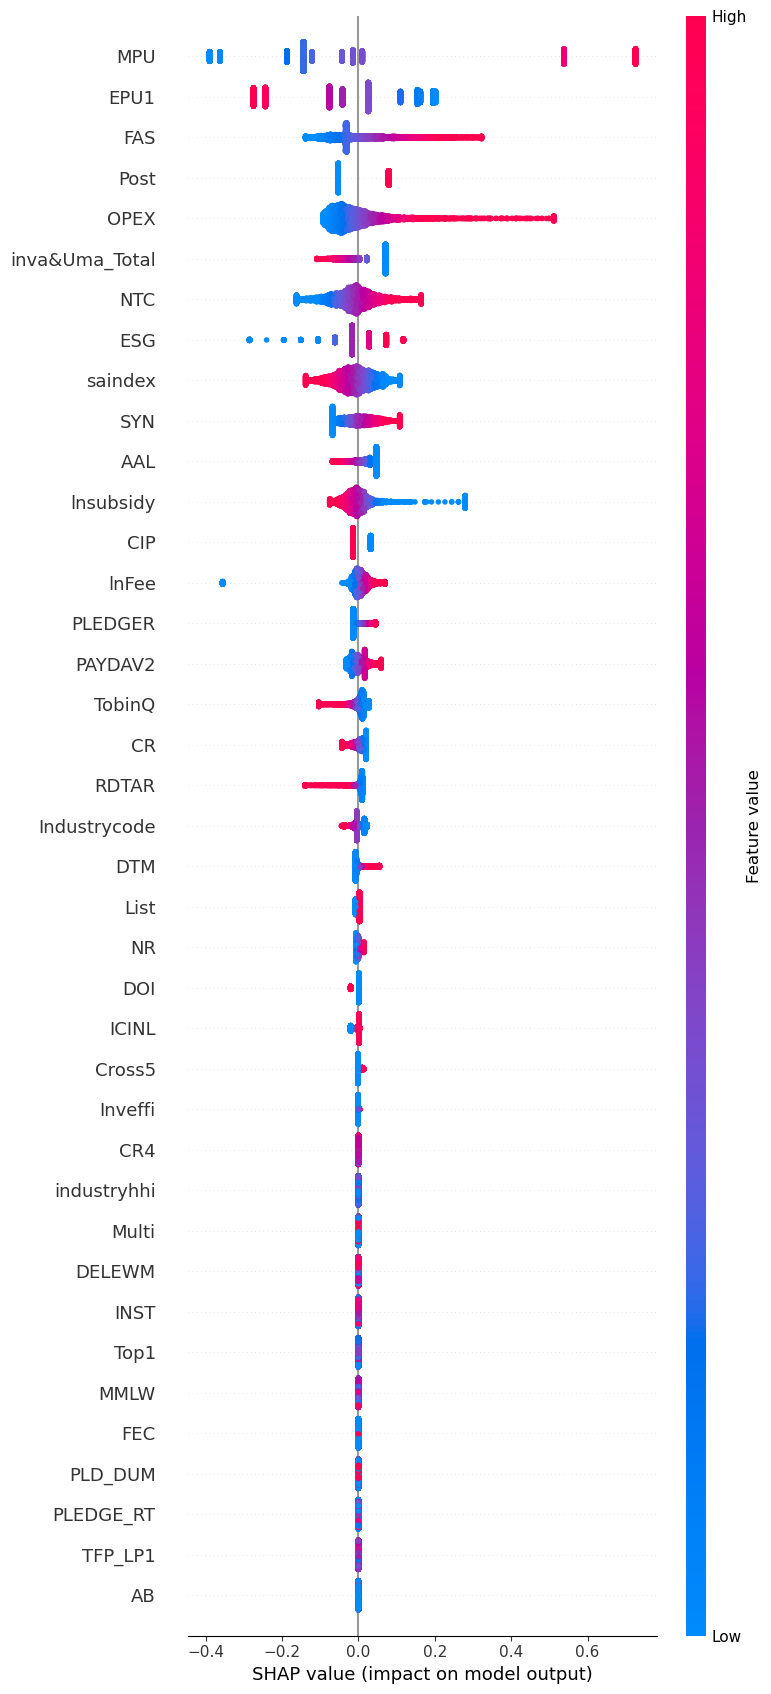 High
MPU
EPU1
FAS
Post
OPEX
inva&Uma_Total
NTC
ESG
saindex
SYN
AAL
lnsubsidy
CIP
lnFee
PLEDGER
PAYDAV2
TobinQ
CR
RDTAR
Industrycode
DTM
List
NR
DOI
ICINL
Cross5
Inveffi
CR4
industryhhi
Multi
DELEWM
INST
Top1
MMLW
FEC
PLD_DUM
PLEDGE_RT
TFP_LP1
AB
Feature value
Low
−0.4 −0.2 0.0 0.2 0.4 0.6
SHAP value (impact on model output)